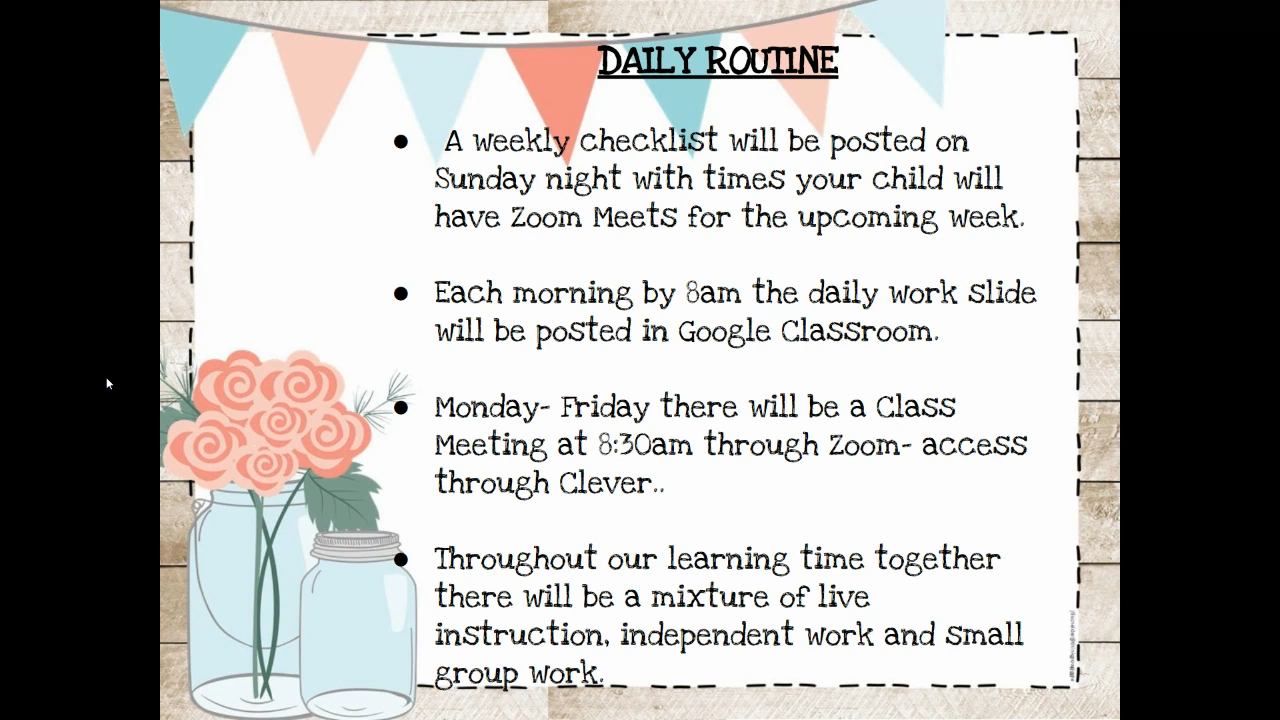 DAILY ROUTINE
● A weekly checklist will be posted on
Sunday night with times your child will
have Zoom Meets for the upcoming week.
● Each morning by 8am the daily work slide
will be posted in Google Classroom.
● Monday- Friday there will be a Class
Meeting at 8:30am through Zoom- access
through Clever..
● Throughout our learning time together
there will be a mixture of live
instruction, independent work and small
group work.